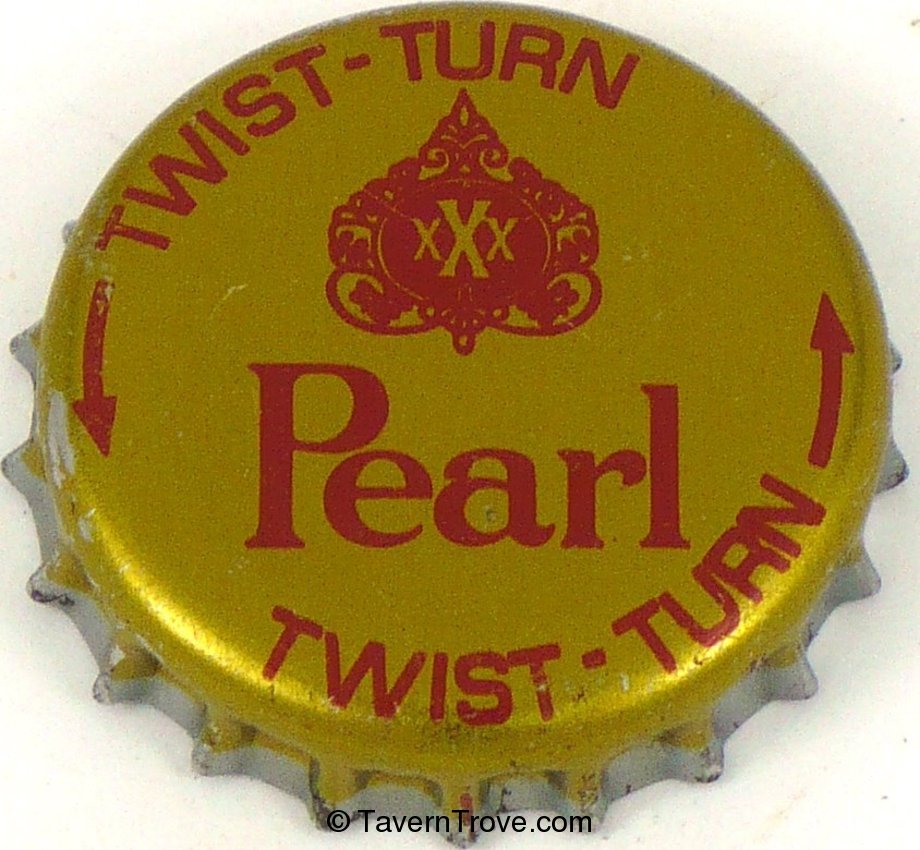 TWIST-TURN
XXX
Pearl
TWIST-TURN
© TavernTrove.com